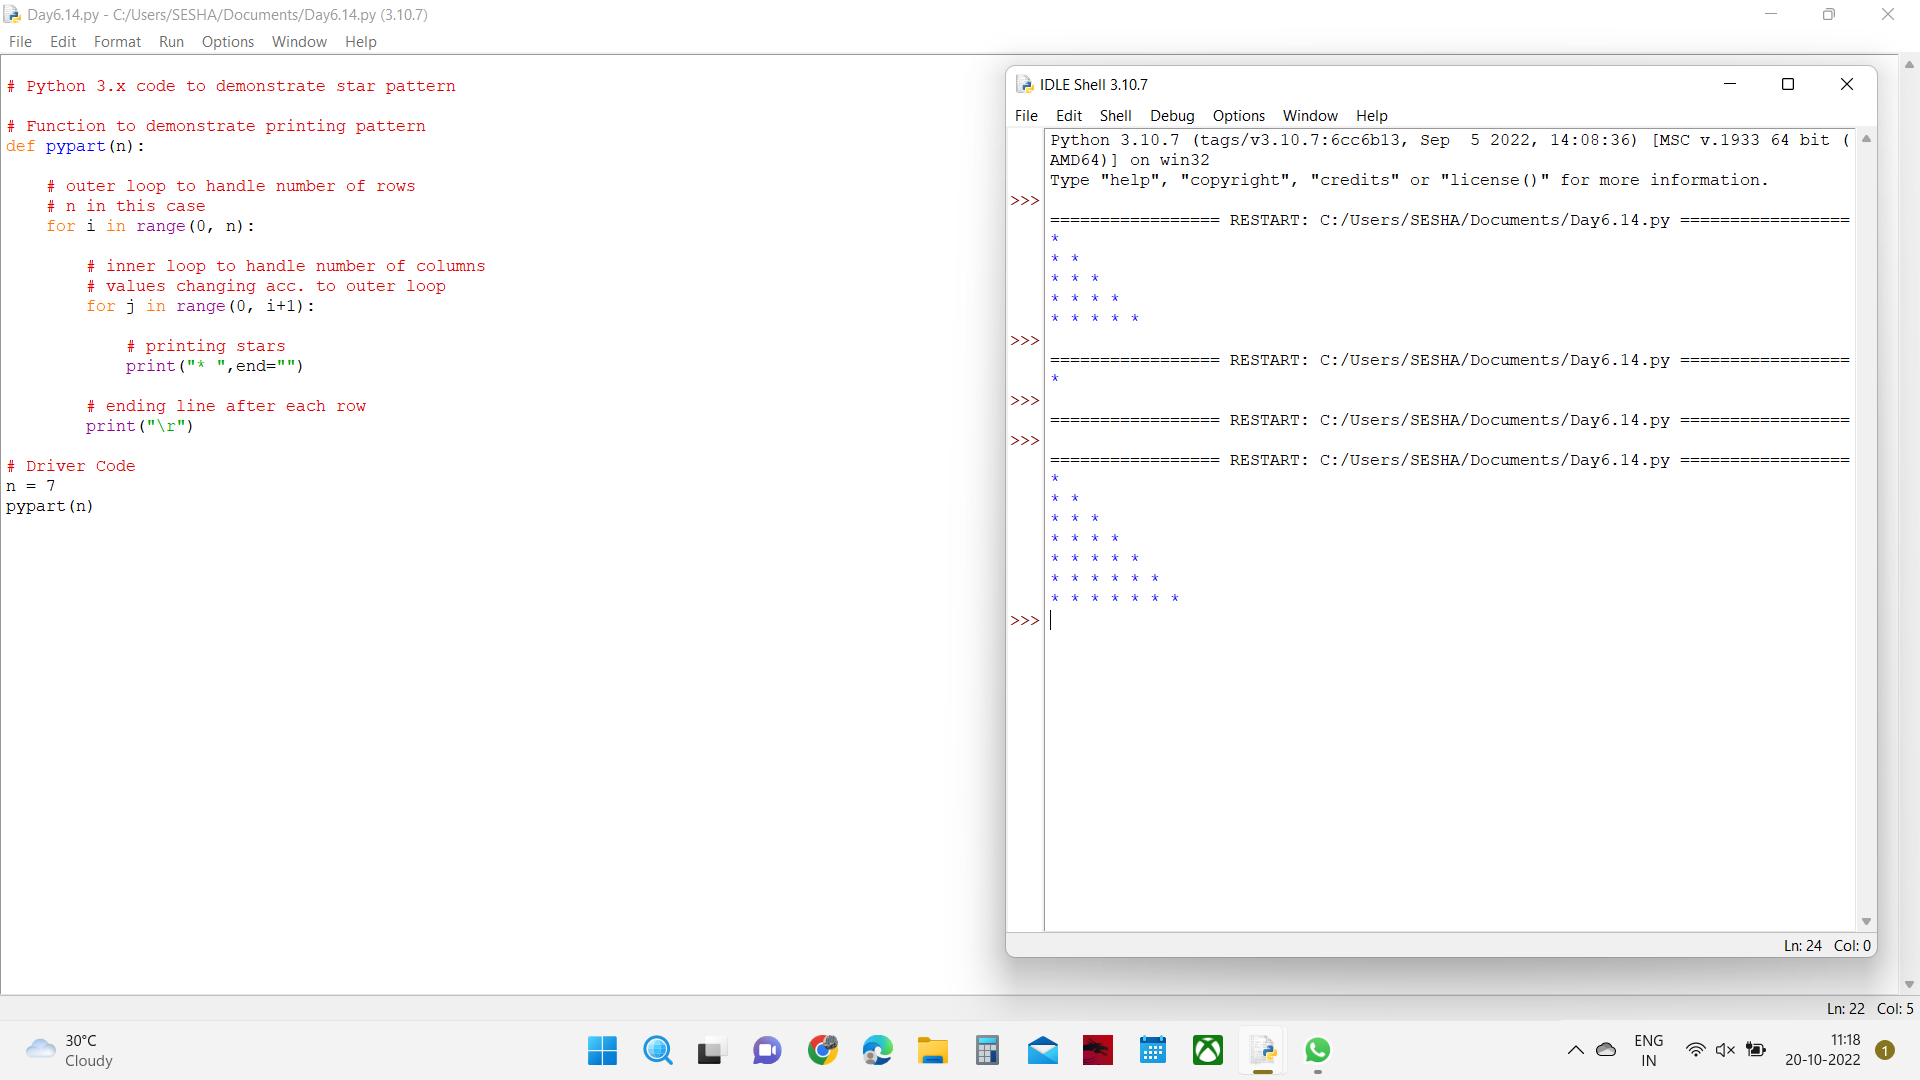 Day6.14.py - C:/Users/SESHA/Documents/Day6.14.py (3.10.7)
File Edit Format Run Options Window Help
# Python 3.x code to demonstrate star pattern
# Function to demonstrate printing pattern
def pypart(n):
    # outer loop to handle number of rows
    # n in this case
    for i in range(0, n):
        # inner loop to handle number of columns
        # values changing acc. to outer loop
        for j in range(0, i+1):
            # printing stars
            print("* ",end="")
        # ending line after each row
        print("\r")
# Driver Code
n = 7
pypart(n)
IDLE Shell 3.10.7
File Edit Shell Debug Options Window Help
Python 3.10.7 (tags/v3.10.7:6cc6b13, Sep  5 2022, 14:08:36) [MSC v.1933 64 bit (
AMD64)] on win32
Type "help", "copyright", "credits" or "license()" for more information.
>>>
================= RESTART: C:/Users/SESHA/Documents/Day6.14.py =================
*
* *
* * *
* * * *
* * * * *
>>>
================= RESTART: C:/Users/SESHA/Documents/Day6.14.py =================
*
>>>
================= RESTART: C:/Users/SESHA/Documents/Day6.14.py =================
>>>
================= RESTART: C:/Users/SESHA/Documents/Day6.14.py =================
*
* *
* * *
* * * *
* * * * *
* * * * * *
* * * * * * *
>>>
Ln: 24 Col: 0
Ln: 22 Col: 5
30°C
Cloudy
ENG
IN
11:18
20-10-2022
1